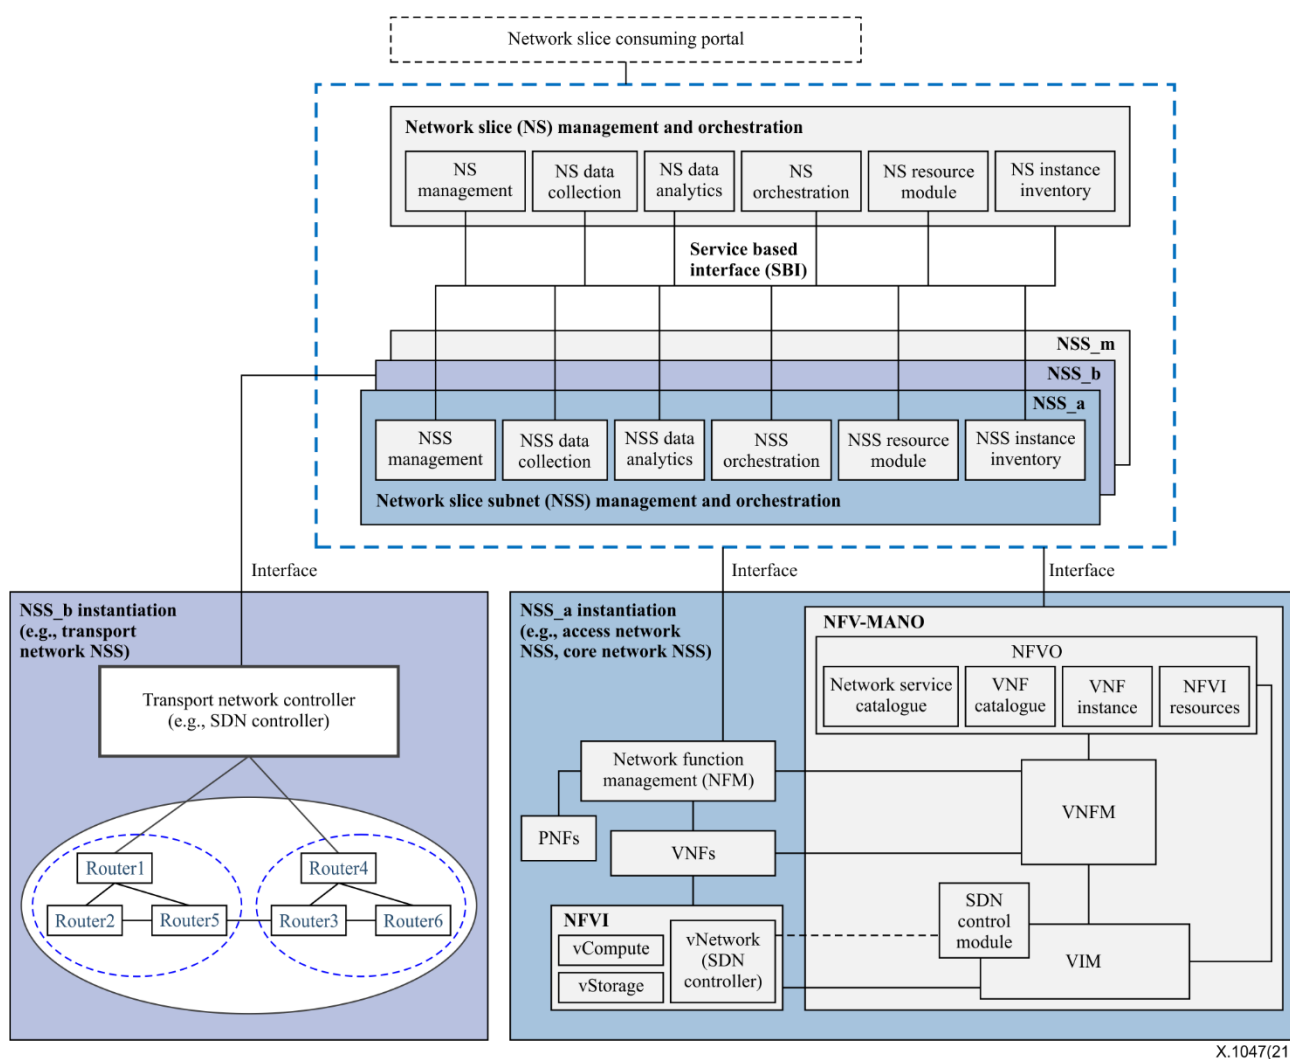 Network slice consuming portal
Network slice (NS) management and orchestration
NS
management
NS data
collection
NS data
analytics
NS
orchestration
NS resource
module
NS instance
inventory
Service based
interface (SBI)
NSS_m
NSS_b
NSS_a
NSS
management
NSS data
collection
NSS data
analytics
NSS
orchestration
NSS resource
module
NSS instance
inventory
Network slice subnet (NSS) management and orchestration
Interface
Interface
Interface
NSS_b instantiation
(e.g., transport
network NSS)
Transport network controller
(e.g., SDN controller)
Router1
Router2
Router5
Router4
Router3
Router6
NSS_a instantiation
(e.g., access network
NSS, core network NSS)
Network function
management (NFM)
PNFs
VNFs
NFVI
vCompute
vStorage
vNetwork
(SDN
controller)
NFV-MANO
NFVO
Network service
catalogue
VNF
catalogue
VNF
instance
NFVI
resources
VNFM
SDN
control
module
VIM
X.1047(21